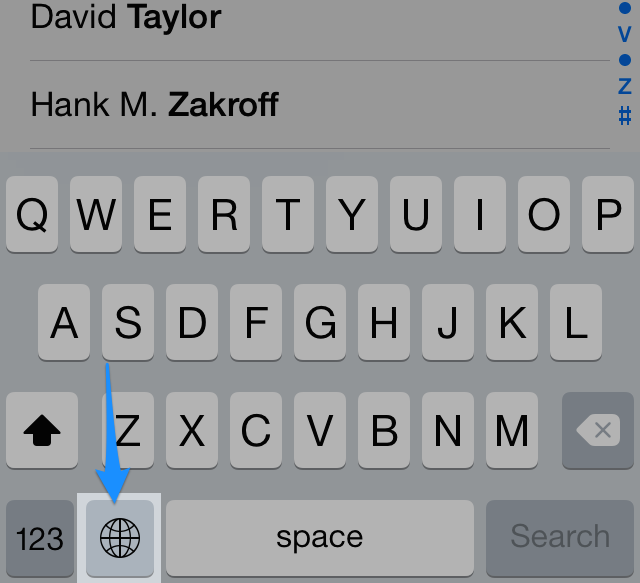 David Taylor
V
Hank M. Zakroff
Z
#
Q W E R T Y U I O P
A S D F G H J K L
Z X C V B N M
123 space Search